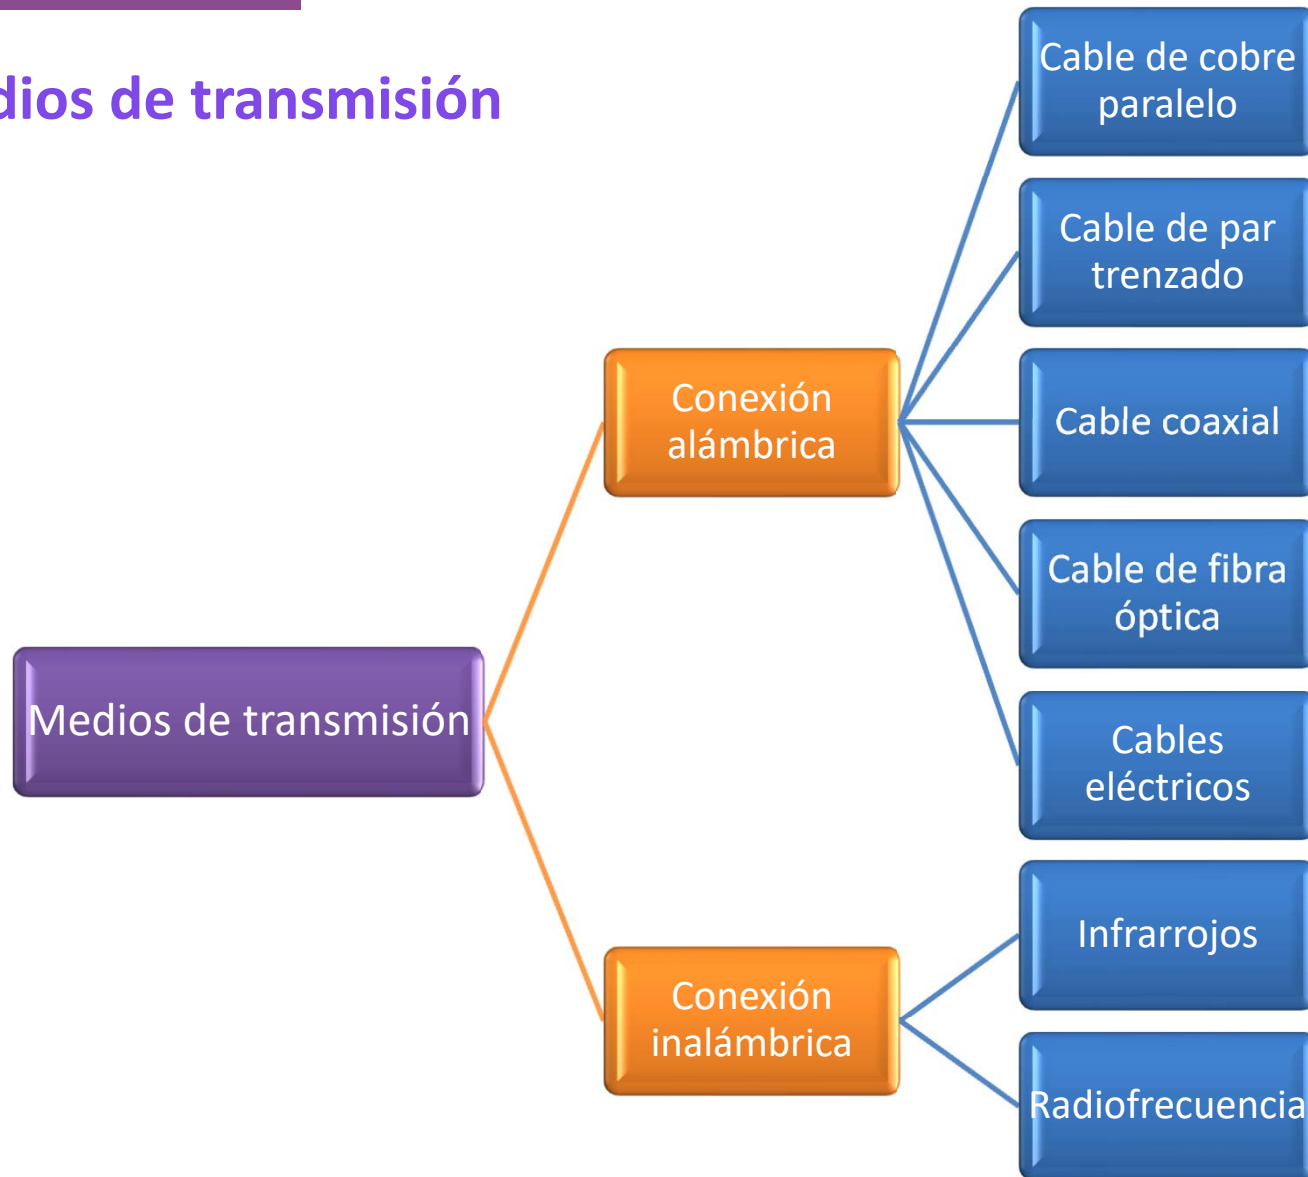 dios de transmisión
Cable de cobre
paralelo
Cable de par
trenzado
Conexión
alámbrica
Cable coaxial
Cable de fibra
óptica
Medios de transmisión
Cables
eléctricos
Infrarrojos
Conexión
inalámbrica
Radiofrecuencia